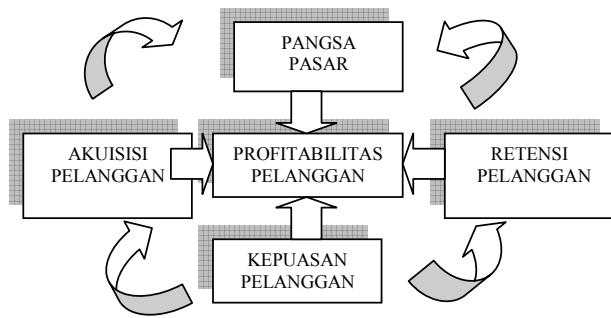 PANGSA
PASAR
AKUISISI
PELANGGAN
PROFITABILITAS
PELANGGAN
RETENSI
PELANGGAN
KEPUASAN
PELANGGAN